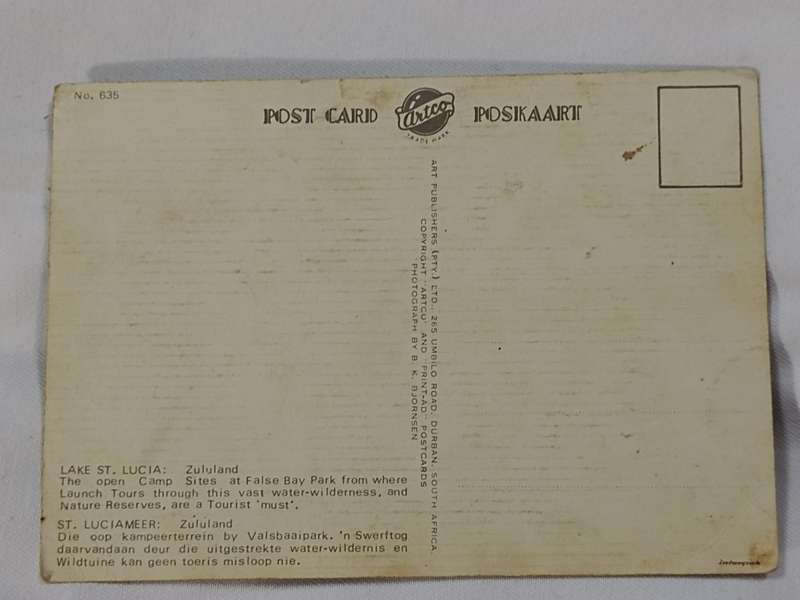 No. 635
POST CARD
artco
TRADE MARK
POSKAART
ART PUBLISHERS (PTY.) LTD., 265 UMBILO ROAD, DURBAN, SOUTH AFRICA.
COPYRIGHT 'ARTCO' AND 'PRINT-AD' POSTCARDS
PHOTOGRAPH BY B. K. BJORNSEN
LAKE ST. LUCIA: Zululand
The open Camp Sites at False Bay Park from where
Launch Tours through this vast water-wilderness, and
Nature Reserves, are a Tourist 'must'.
ST. LUCIAMEER: Zululand
Die oop kampeerterrein by Valsbaaipark. 'n Swerftog
daarvandaan deur die uitgestrekte water-wildernis en
Wildtuine kan geen toeris misloop nie.